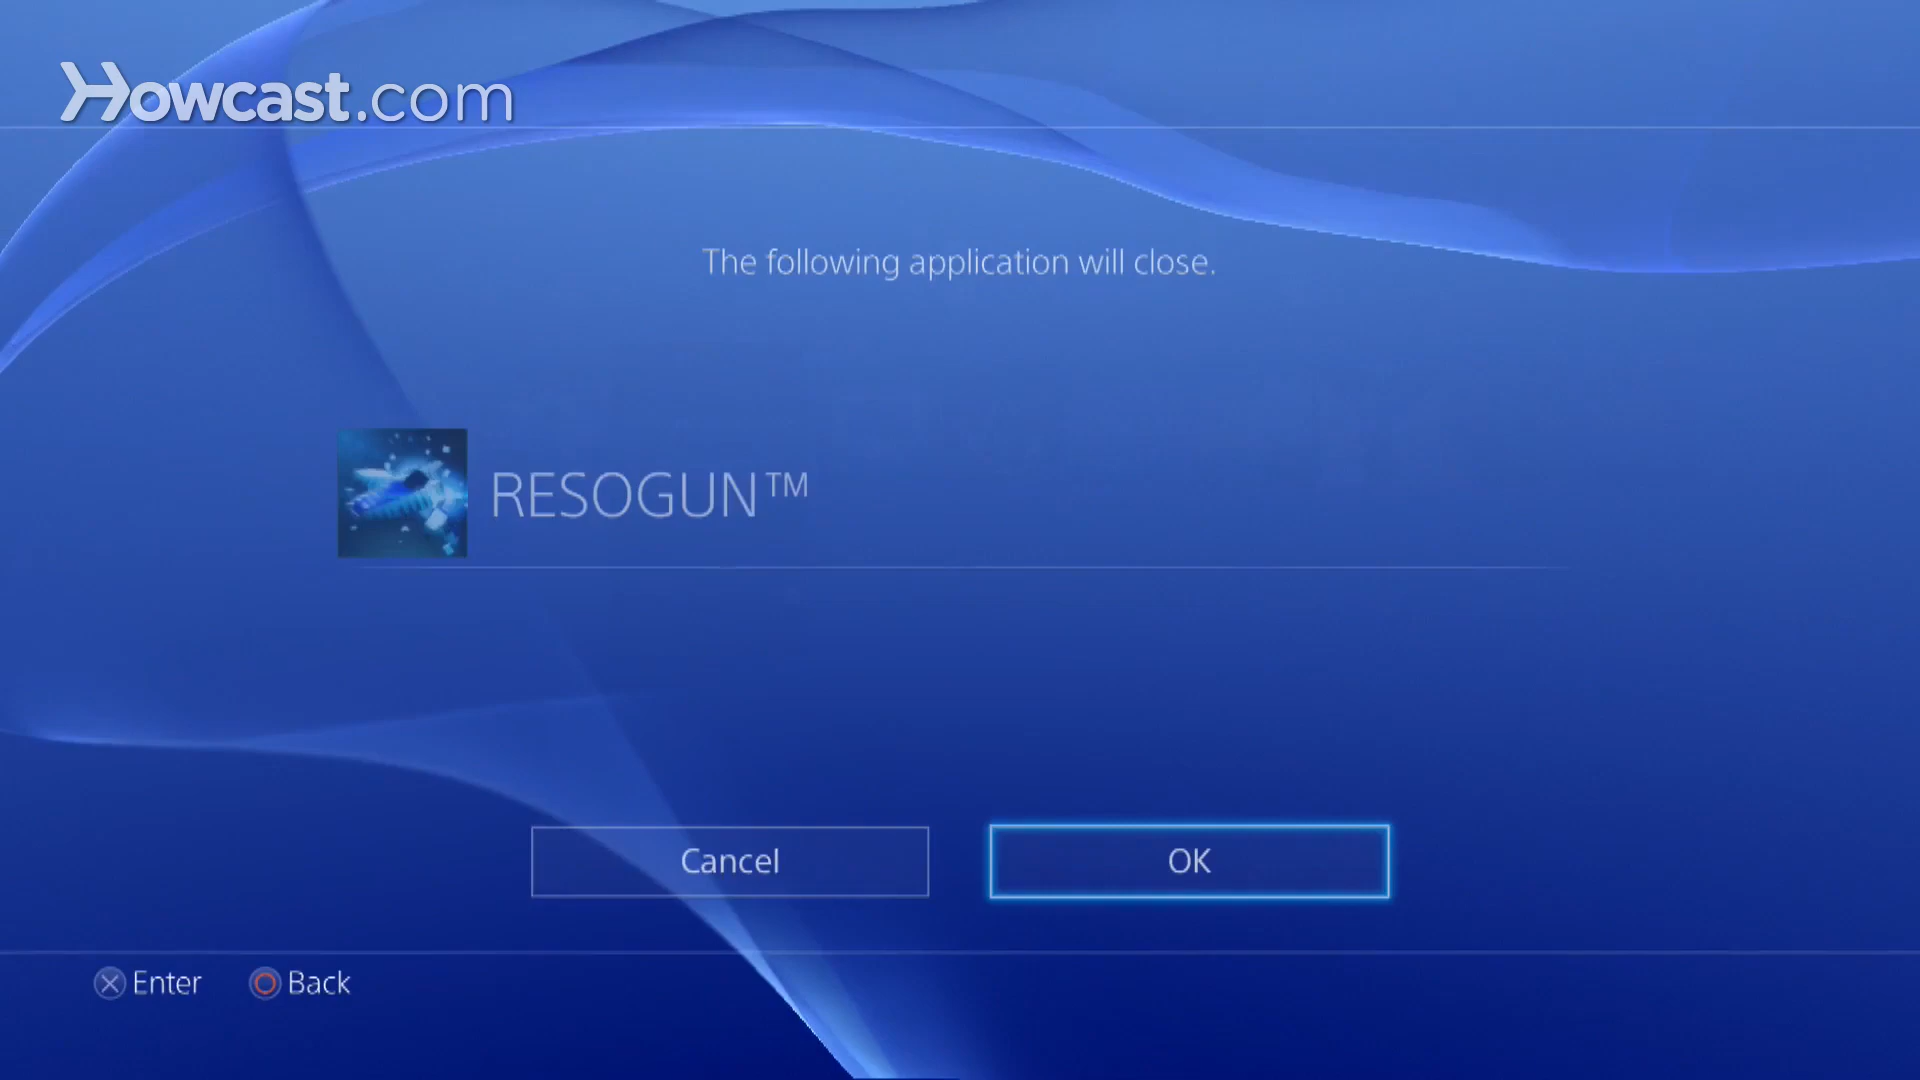 Howcast.com
The following application will close.
RESOGUN™
Cancel
OK
Enter
Back